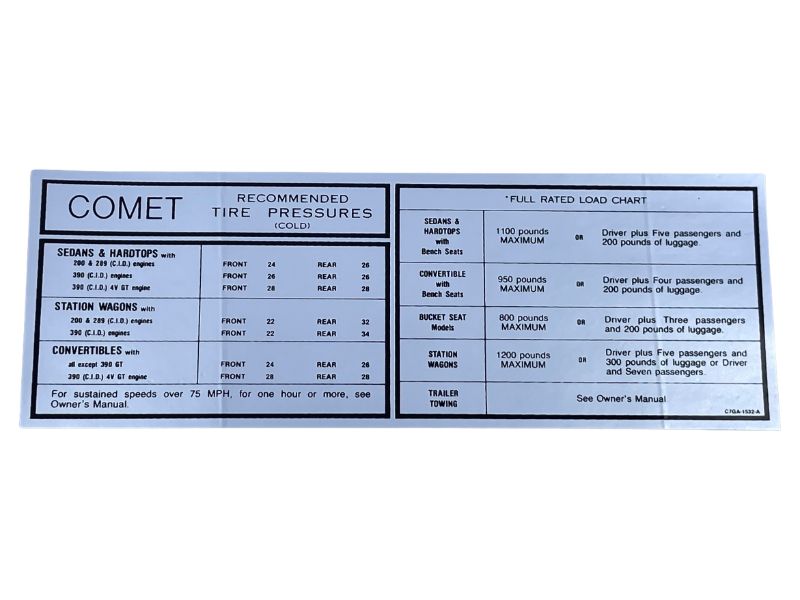 COMET
RECOMMENDED
TIRE PRESSURES
(COLD)
SEDANS & HARDTOPS with
200 & 289 (C.I.D.) engines FRONT 24 REAR 26
390 (C.I.D.) engines FRONT 26 REAR 26
390 (C.I.D.) 4V GT engine FRONT 28 REAR 28
STATION WAGONS with
200 & 289 (C.I.D.) engines FRONT 22 REAR 32
390 (C.I.D.) engines FRONT 22 REAR 34
CONVERTIBLES with
all except 390 GT FRONT 24 REAR 26
390 (C.I.D.) 4V GT engine FRONT 28 REAR 28
For sustained speeds over 75 MPH, for one hour or more, see
Owner's Manual.
*FULL RATED LOAD CHART
SEDANS &
HARDTOPS
with
Bench Seats
1100 pounds
MAXIMUM
OR
Driver plus Five passengers and
200 pounds of luggage.
CONVERTIBLE
with
Bench Seats
950 pounds
MAXIMUM
OR
Driver plus Four passengers and
200 pounds of luggage.
BUCKET SEAT
Models
800 pounds
MAXIMUM
OR
Driver plus Three passengers
and 200 pounds of luggage.
STATION
WAGONS
1200 pounds
MAXIMUM
OR
Driver plus Five passengers and
300 pounds of luggage or Driver
and Seven passengers.
TRAILER
TOWING
See Owner's Manual
C7GA-1532-A